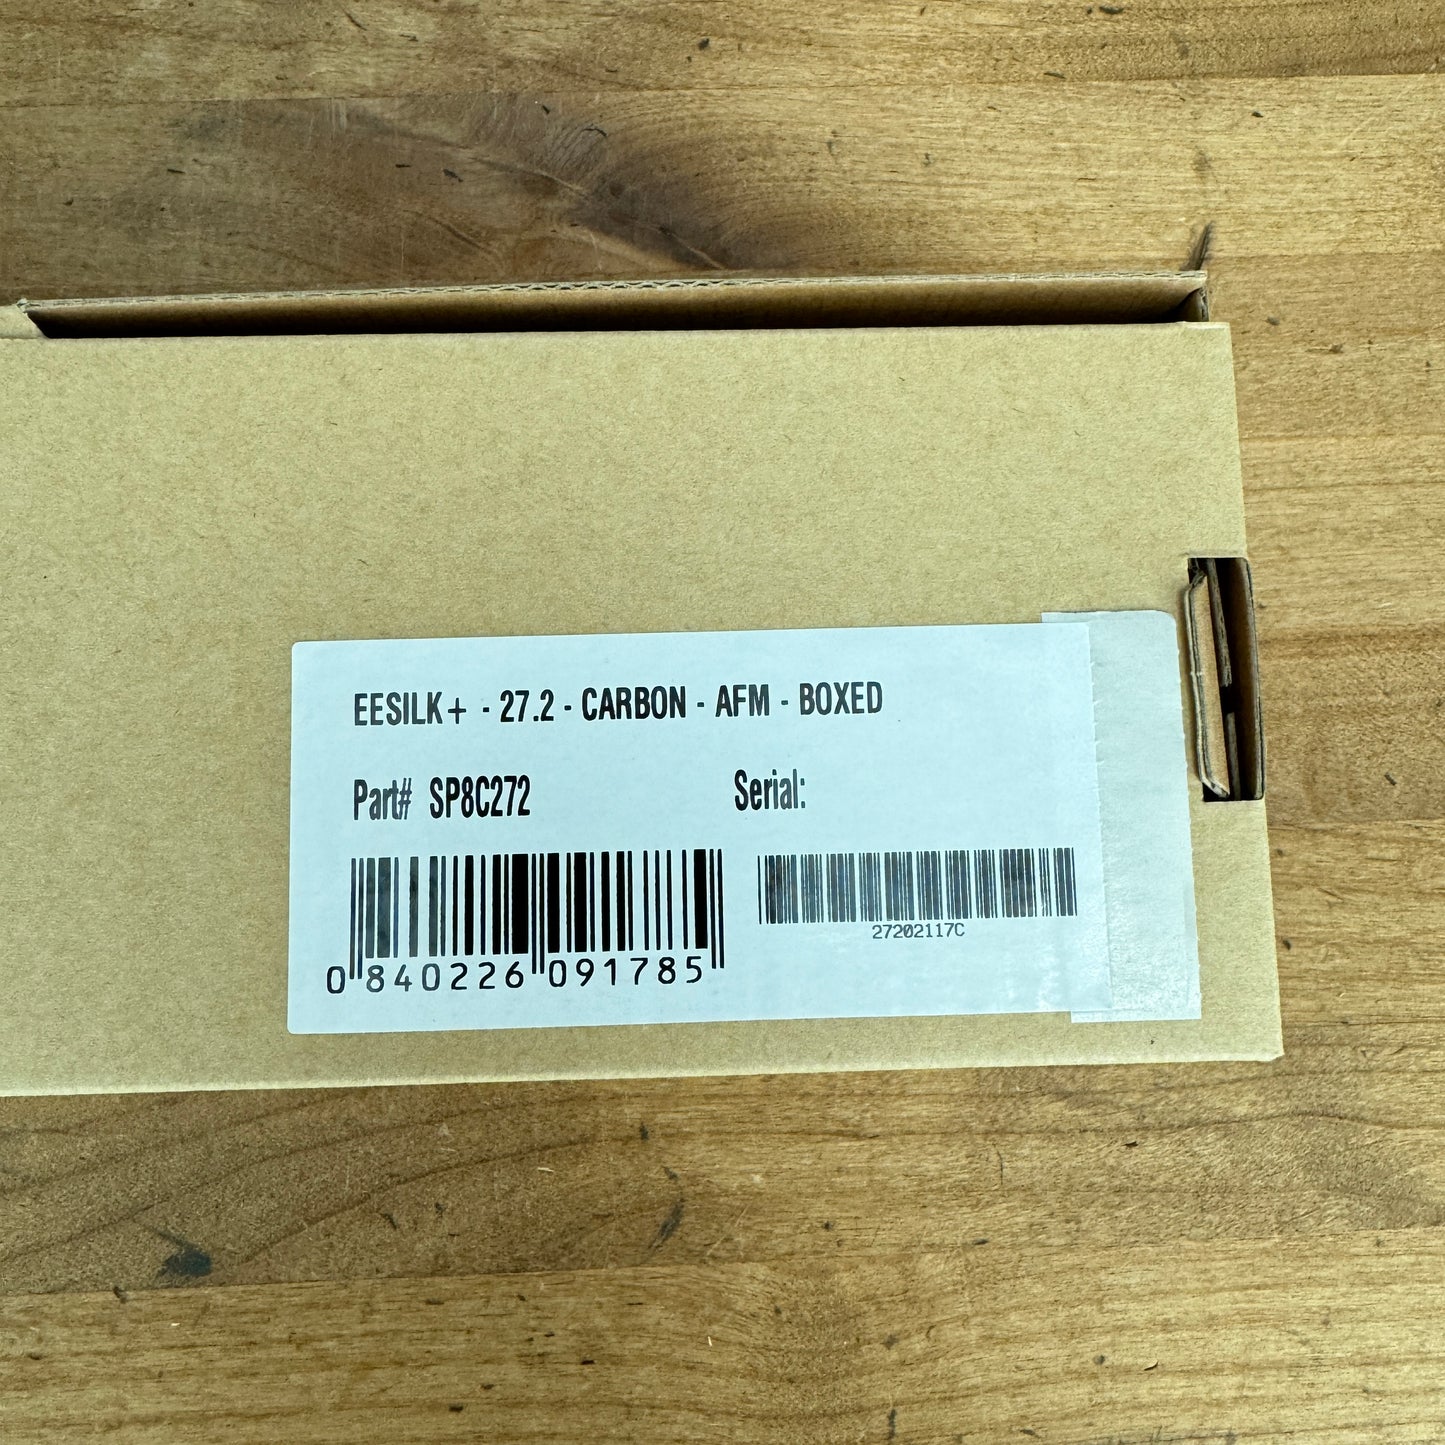 EESILK+ - 27.2 - CARBON - AFM - BOXED
Part# SP8C272
Serial:
0 840226 091785
27202117C